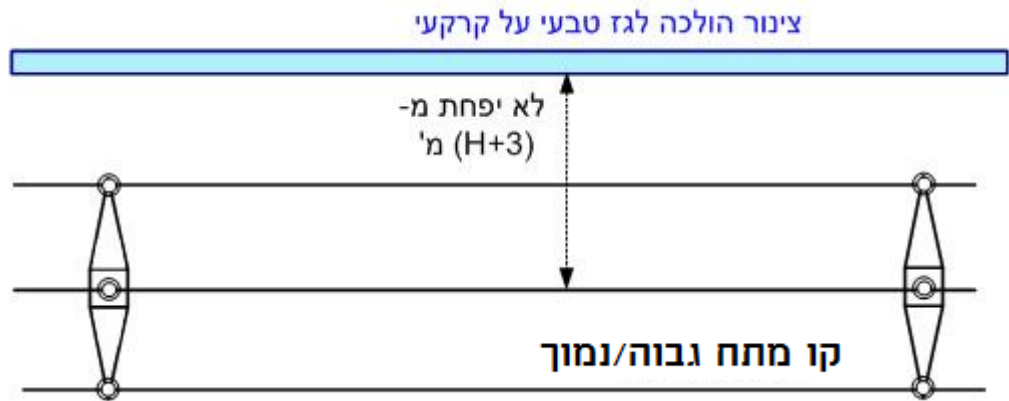 צינור הולכה לגז טבעי על קרקעי
לא יפחת מ-
(H+3) מ'
קו מתח גבוה/נמוך